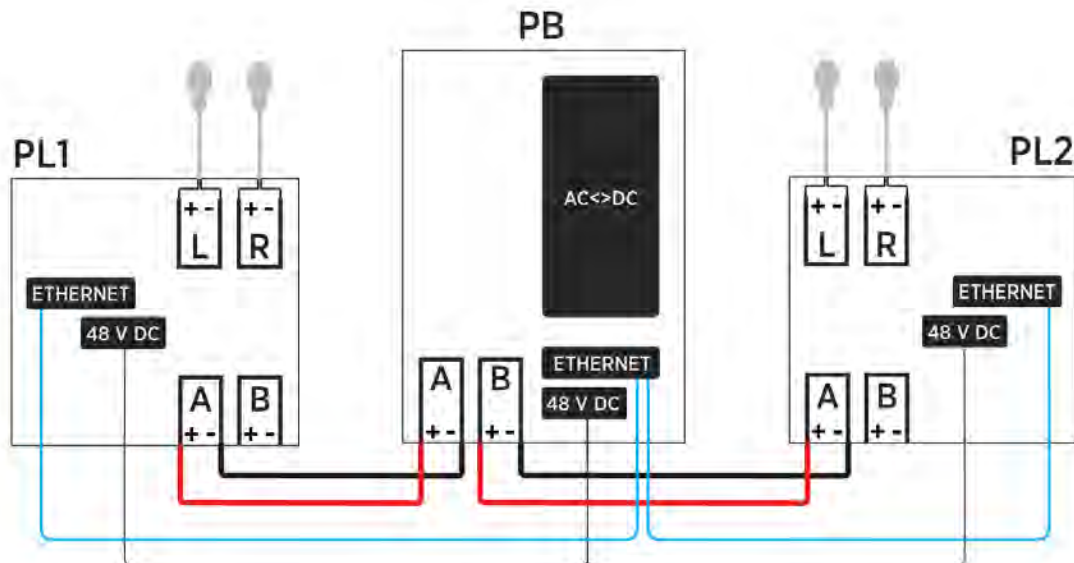 PB
PL1
+ -
L
+ -
R
ETHERNET
48 V DC
A
+ -
B
+ -
AC<>DC
A
+ -
B
+ -
ETHERNET
48 V DC
PL2
+ -
L
+ -
R
ETHERNET
48 V DC
A
+ -
B
+ -